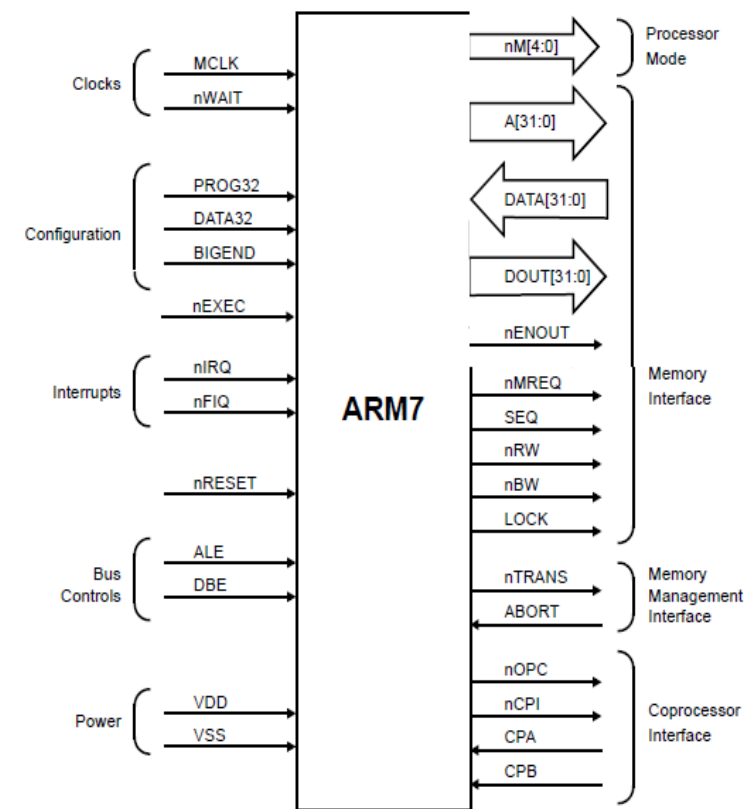 Clocks
MCLK
nWAIT
Configuration
PROG32
DATA32
BIGEND
nEXEC
Interrupts
nIRQ
nFIQ
nRESET
Bus
Controls
ALE
DBE
Power
VDD
VSS
ARM7
nM[4:0]
Processor
Mode
A[31:0]
DATA[31:0]
DOUT[31:0]
nENOUT
nMREQ
SEQ
nRW
nBW
LOCK
Memory
Interface
nTRANS
ABORT
Memory
Management
Interface
nOPC
nCPI
CPA
CPB
Coprocessor
Interface